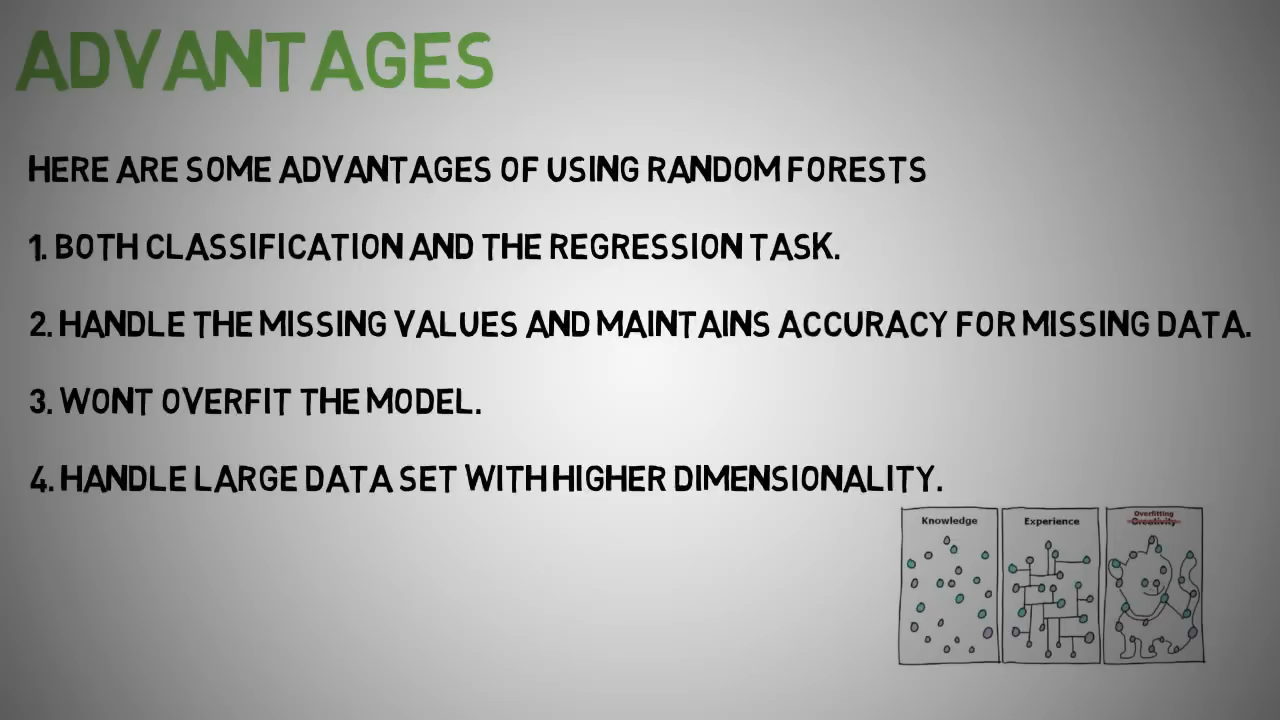 ADVANTAGES
HERE ARE SOME ADVANTAGES OF USING RANDOM FORESTS
1. BOTH CLASSIFICATION AND THE REGRESSION TASK.
2. HANDLE THE MISSING VALUES AND MAINTAINS ACCURACY FOR MISSING DATA.
3. WONT OVERFIT THE MODEL.
4. HANDLE LARGE DATA SET WITH HIGHER DIMENSIONALITY.
Knowledge
Experience
Overfitting
Creativity